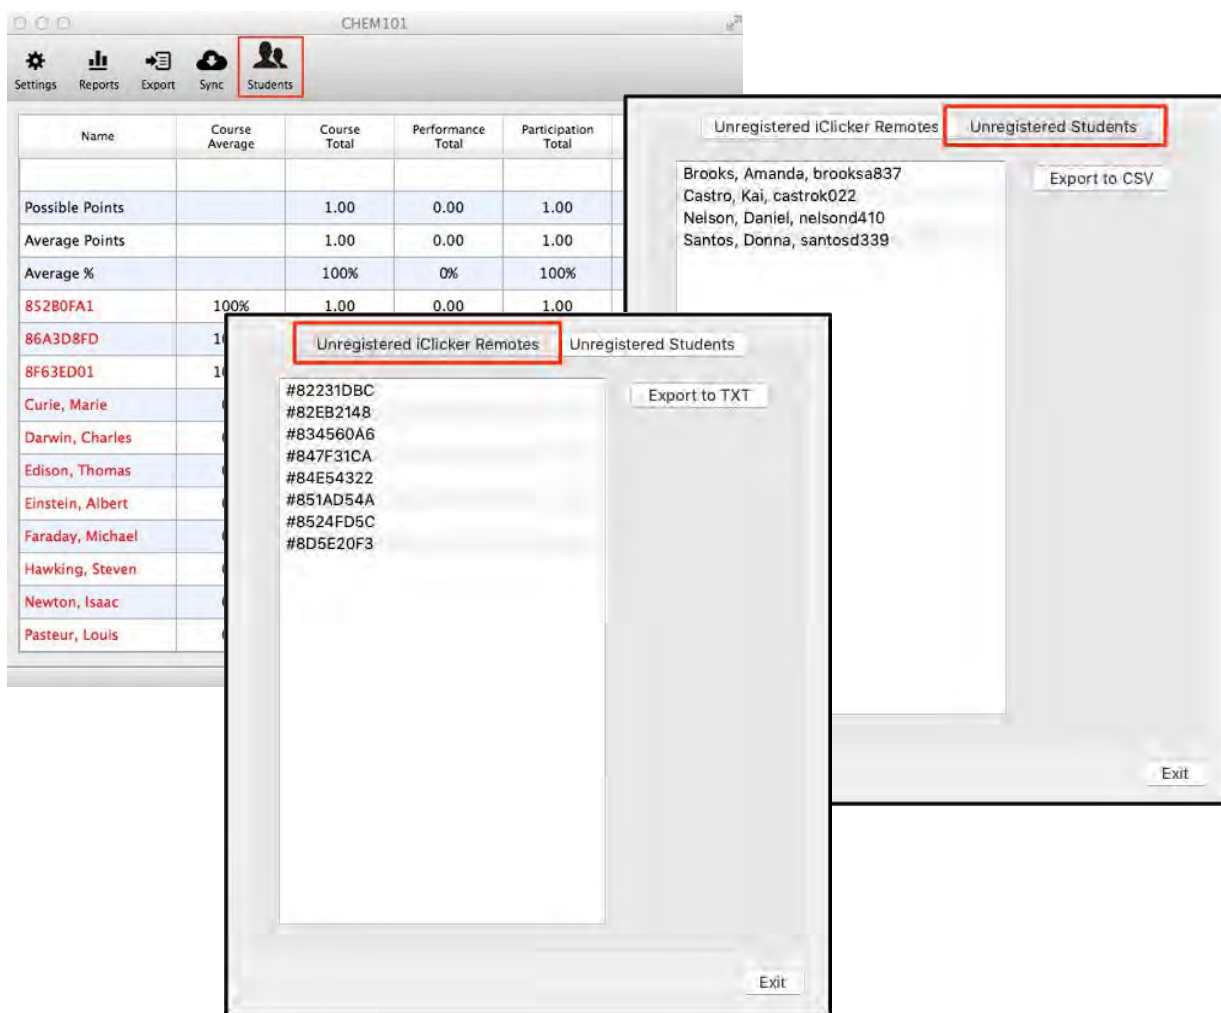 CHEM101
Settings Reports Export Sync Students
Name Course Average Course Total Performance Total Participation Total
Possible Points 1.00 0.00 1.00
Average Points 1.00 0.00 1.00
Average % 100% 0% 100%
852B0FA1 100% 1.00 0.00 1.00
86A3D8FD
8F63ED01
Curie, Marie
Darwin, Charles
Edison, Thomas
Einstein, Albert
Faraday, Michael
Hawking, Steven
Newton, Isaac
Pasteur, Louis
Unregistered iClicker Remotes Unregistered Students
Brooks, Amanda, brooksa837
Castro, Kai, castrok022
Nelson, Daniel, nelsond410
Santos, Donna, santosd339
Export to CSV
Exit
Unregistered iClicker Remotes Unregistered Students
#82231DBC
#82EB2148
#834560A6
#847F31CA
#84E54322
#851AD54A
#8524FD5C
#8D5E20F3
Export to TXT
Exit